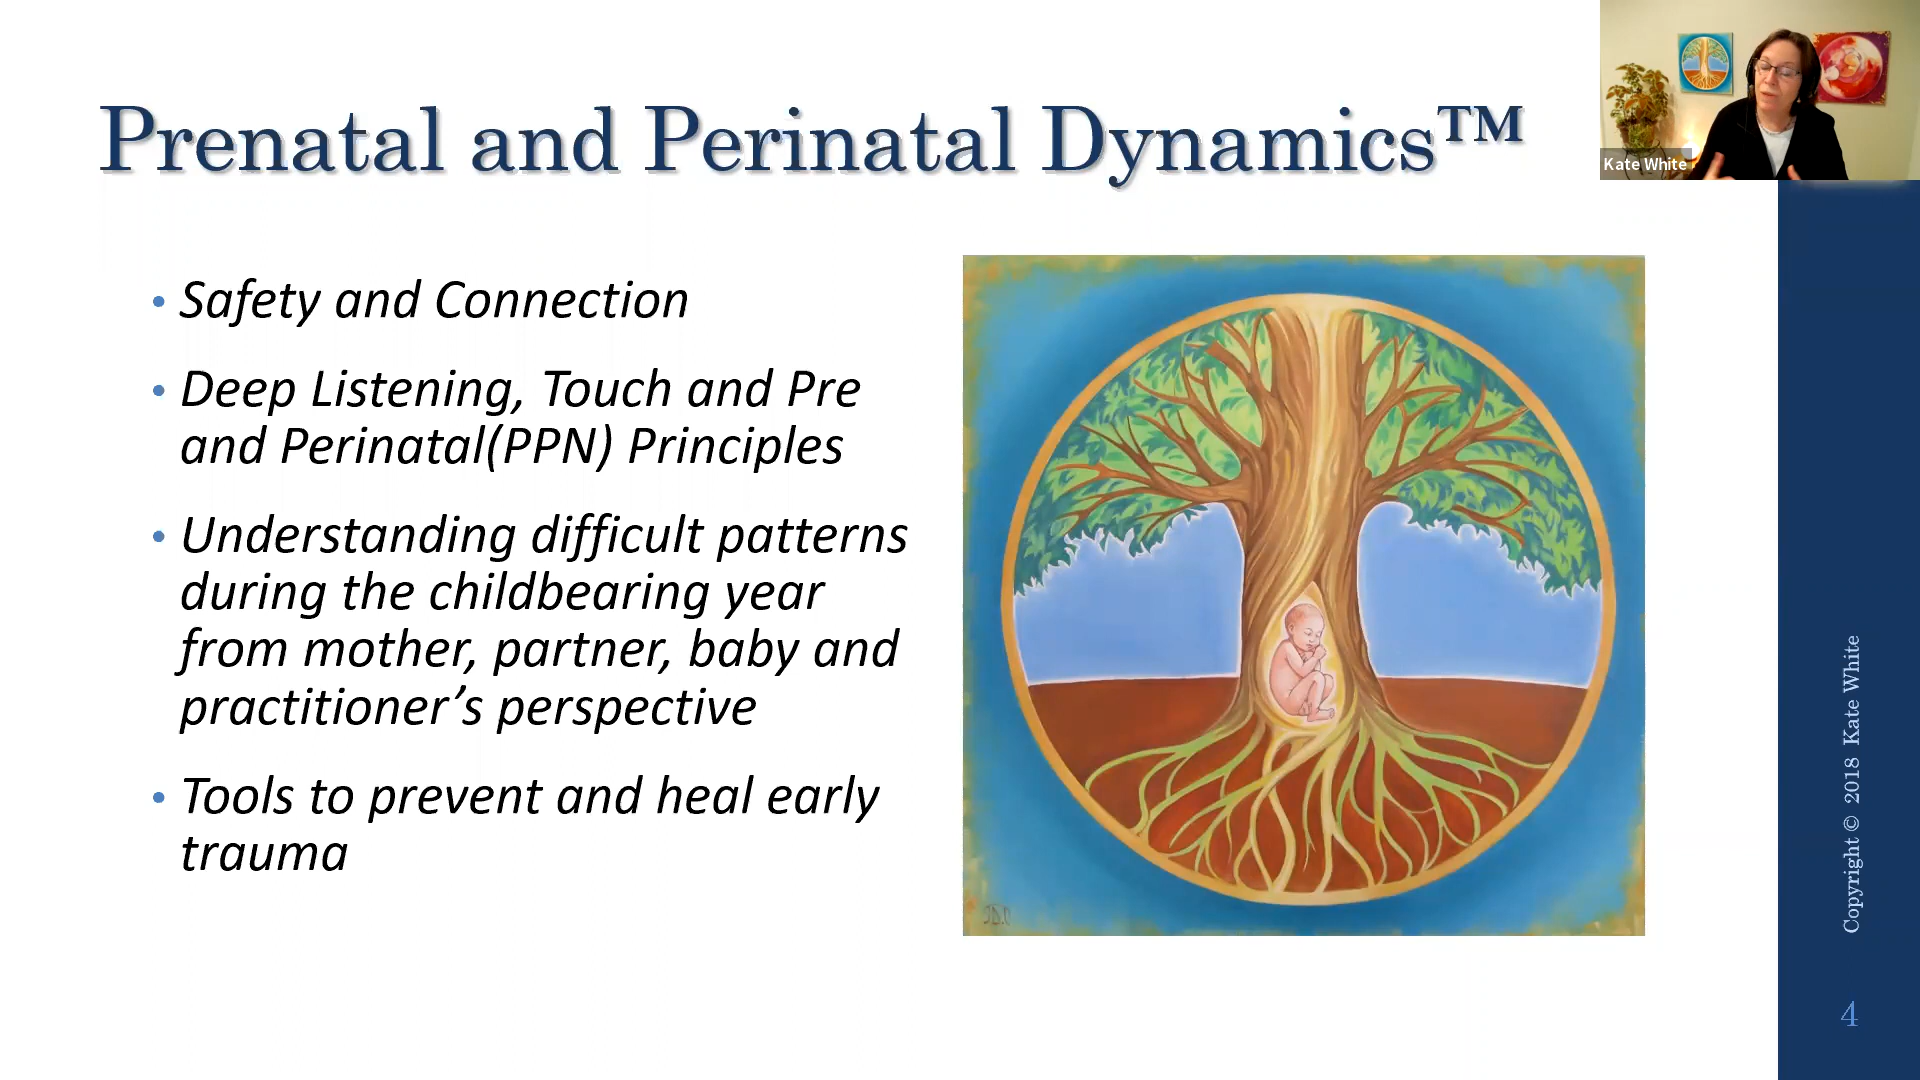 Prenatal and Perinatal Dynamics™
Kate White
• Safety and Connection
• Deep Listening, Touch and Pre
and Perinatal(PPN) Principles
• Understanding difficult patterns
during the childbearing year
from mother, partner, baby and
practitioner’s perspective
• Tools to prevent and heal early
trauma
Copyright © 2018 Kate White
4